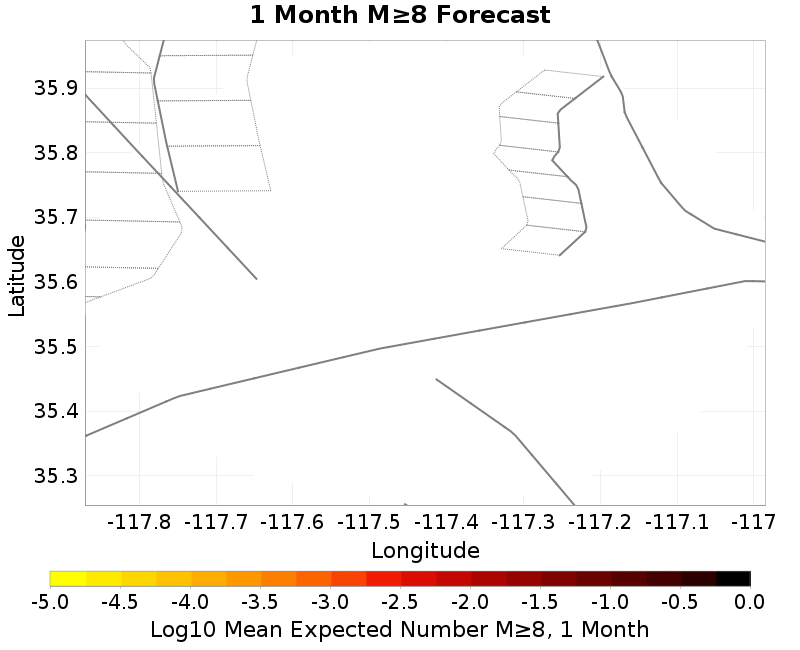 1 Month M≥8 Forecast
35.9
35.8
35.7
35.6
35.5
35.4
35.3
Latitude
-117.8 -117.7 -117.6 -117.5 -117.4 -117.3 -117.2 -117.1 -117
Longitude
-5.0 -4.5 -4.0 -3.5 -3.0 -2.5 -2.0 -1.5 -1.0 -0.5 0.0
Log10 Mean Expected Number M≥8, 1 Month